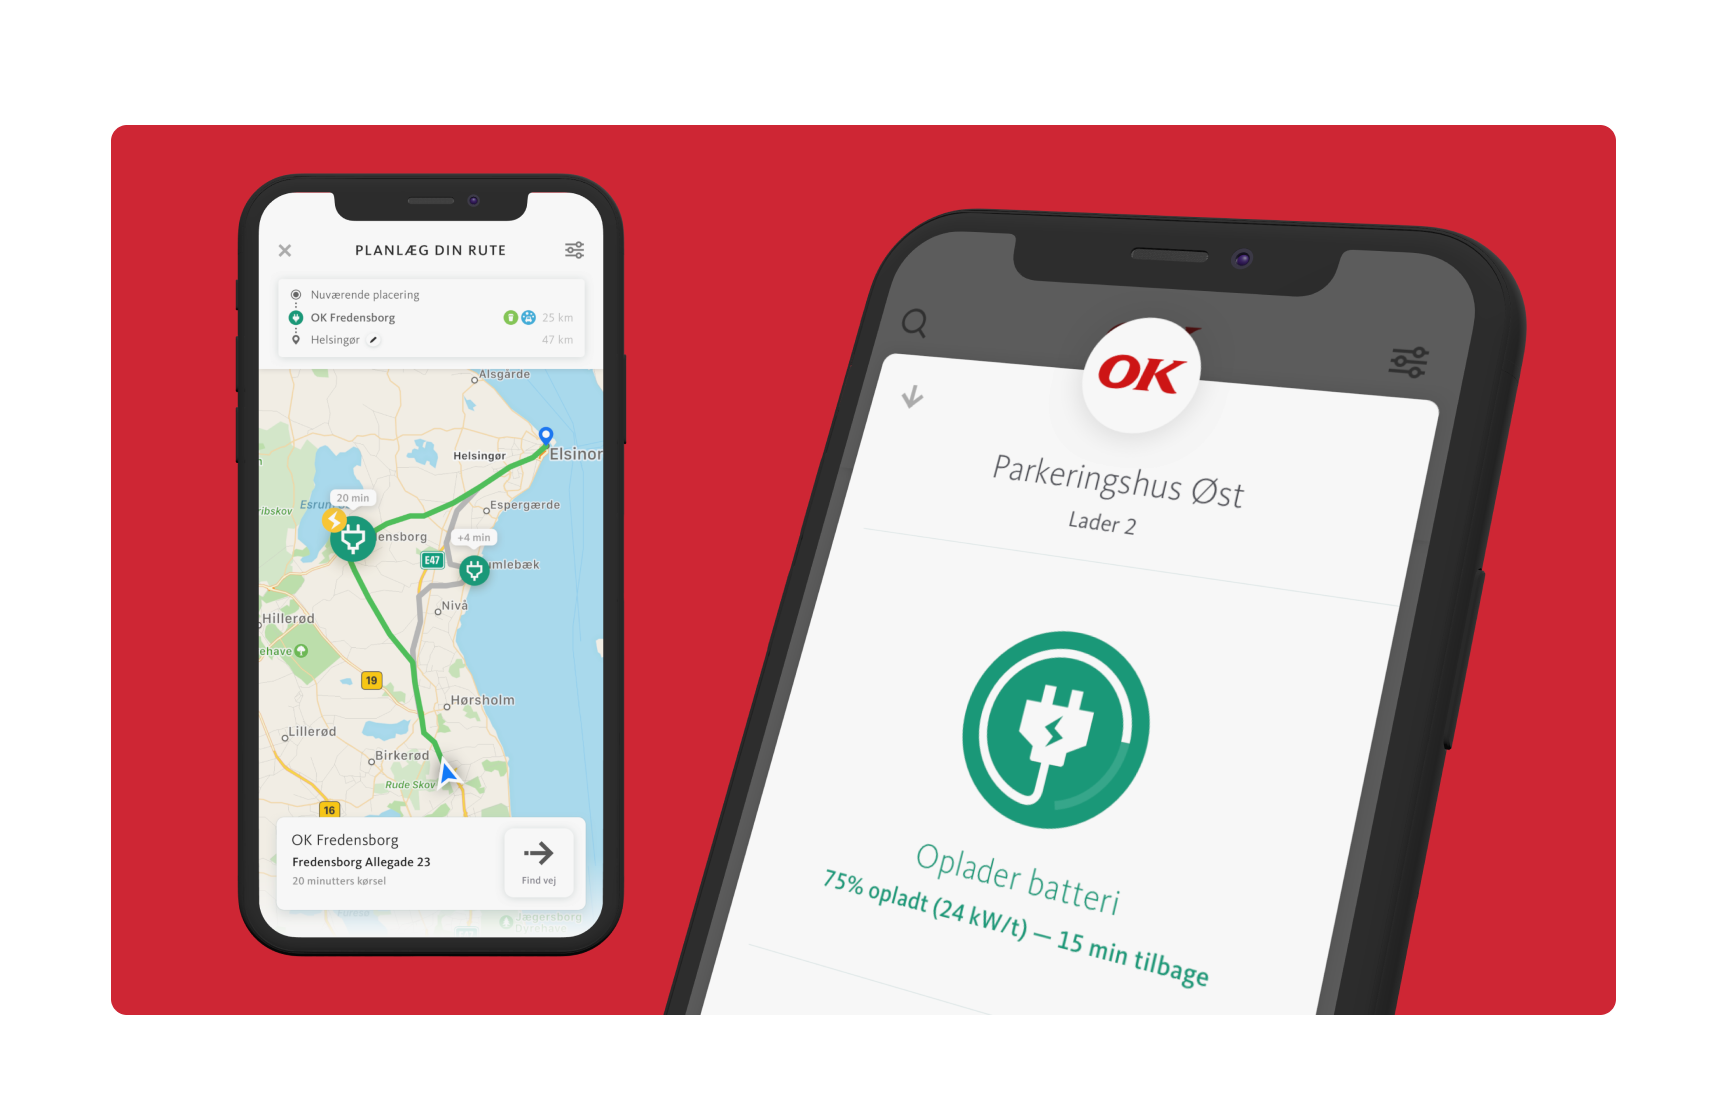 PLANLÆG DIN RUTE
Nuværende placering
OK Fredensborg 25 km
Helsingør 47 km
Alsgårde
Helsingør
Elsinor
20 min
Esrum
ribskov
Espergærde
ensborg
+4 min
E47
mlebæk
Nivå
Hillerød
ehave
19
Hørsholm
Lillerød
Birkerød
Rude Skov
16
OK Fredensborg
Fredensborg Allegade 23
20 minutters kørsel
Find vej
Furesø
Jægersborg
Dyrehave
OK
Parkeringshus Øst
Lader 2
Oplader batteri
75% opladt (24 kW/t) — 15 min tilbage